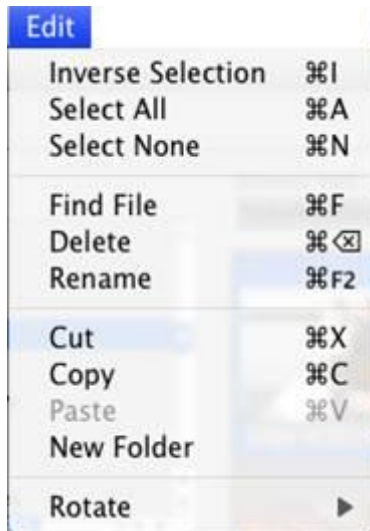 Edit
Inverse Selection ⌘I
Select All ⌘A
Select None ⌘N
Find File ⌘F
Delete ⌘⌫
Rename ⌘F2
Cut ⌘X
Copy ⌘C
Paste ⌘V
New Folder
Rotate ▶